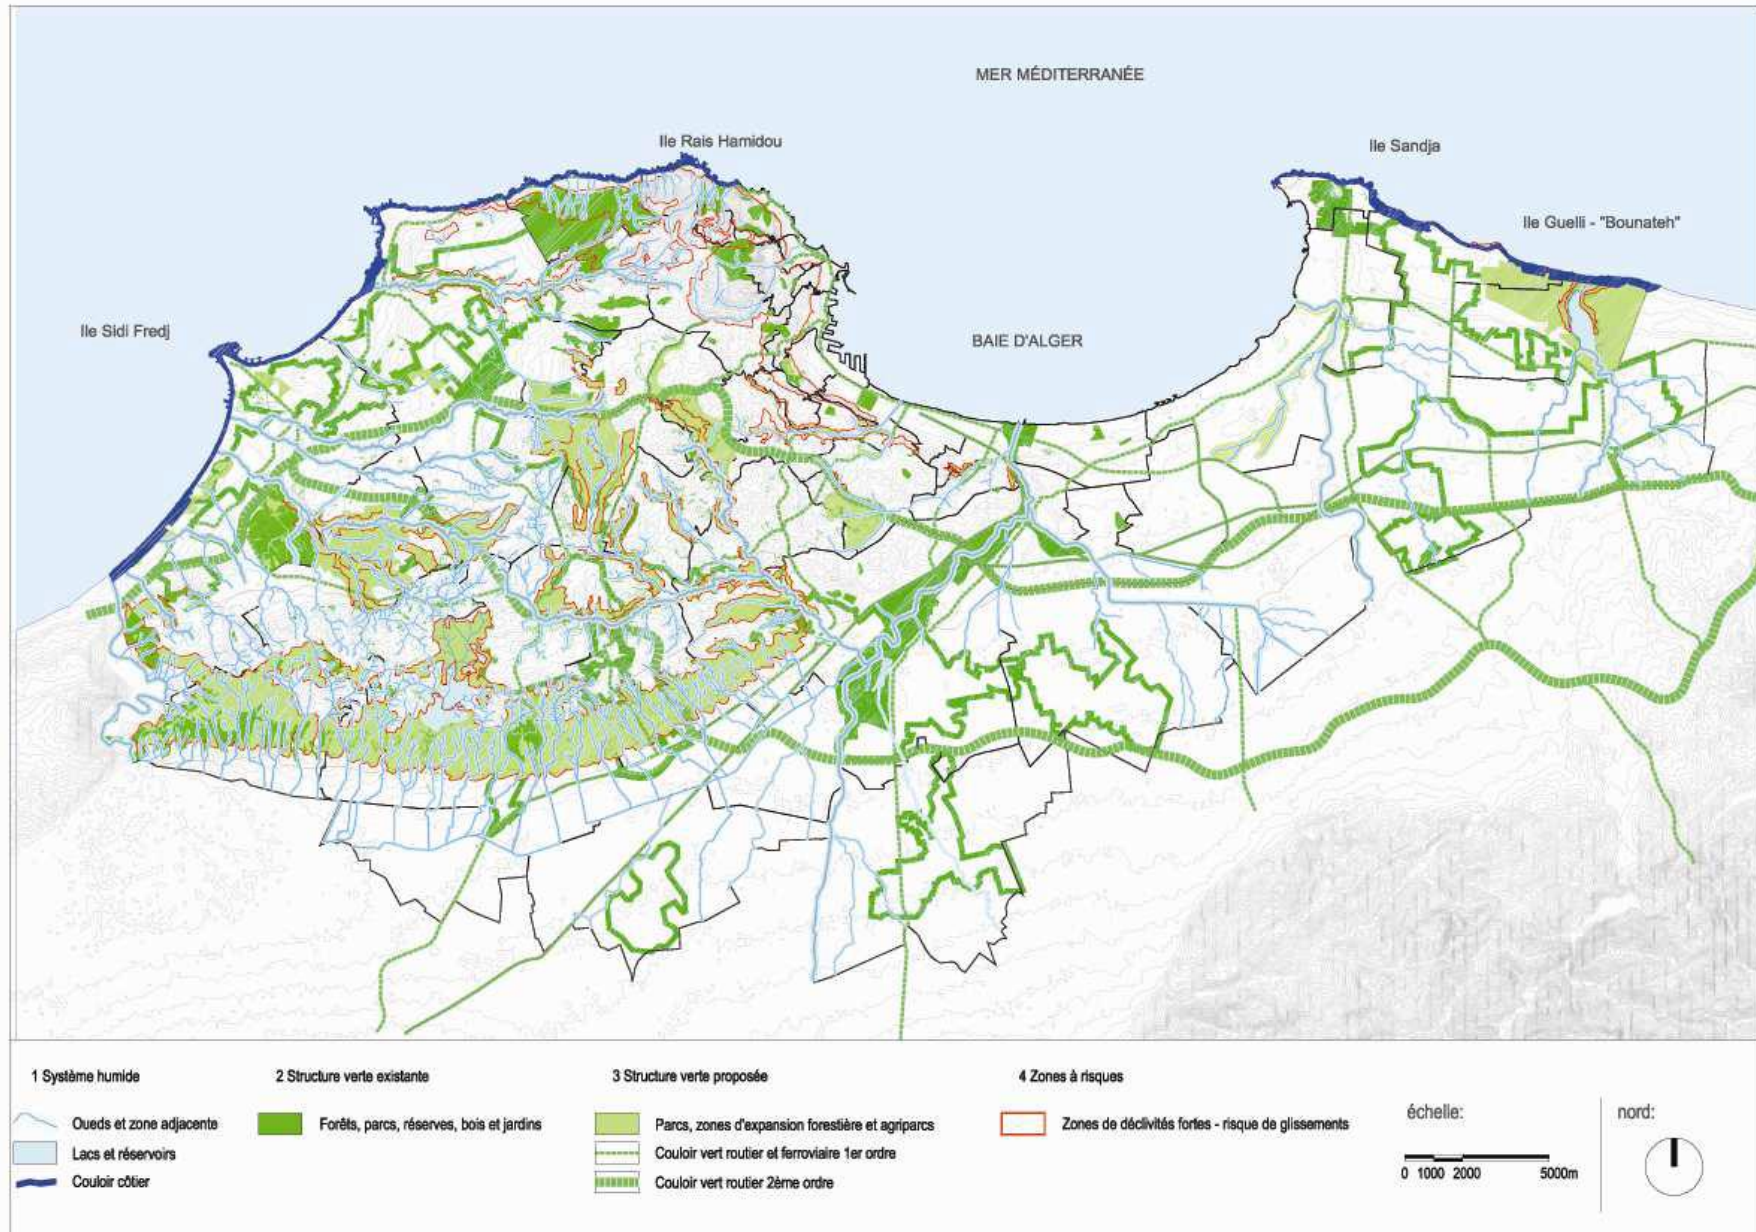 MER MÉDITERRANÉE
Ile Rais Hamidou
Ile Sandja
Ile Guelli - "Bounateh"
Ile Sidi Fredj
BAIE D'ALGER
1 Système humide
Oueds et zone adjacente
Lacs et réservoirs
Couloir côtier
2 Structure verte existante
Forêts, parcs, réserves, bois et jardins
3 Structure verte proposée
Parcs, zones d'expansion forestière et agriparcs
Couloir vert routier et ferroviaire 1er ordre
Couloir vert routier 2ème ordre
4 Zones à risques
Zones de déclivités fortes - risque de glissements
échelle:
0 1000 2000 5000m
nord: